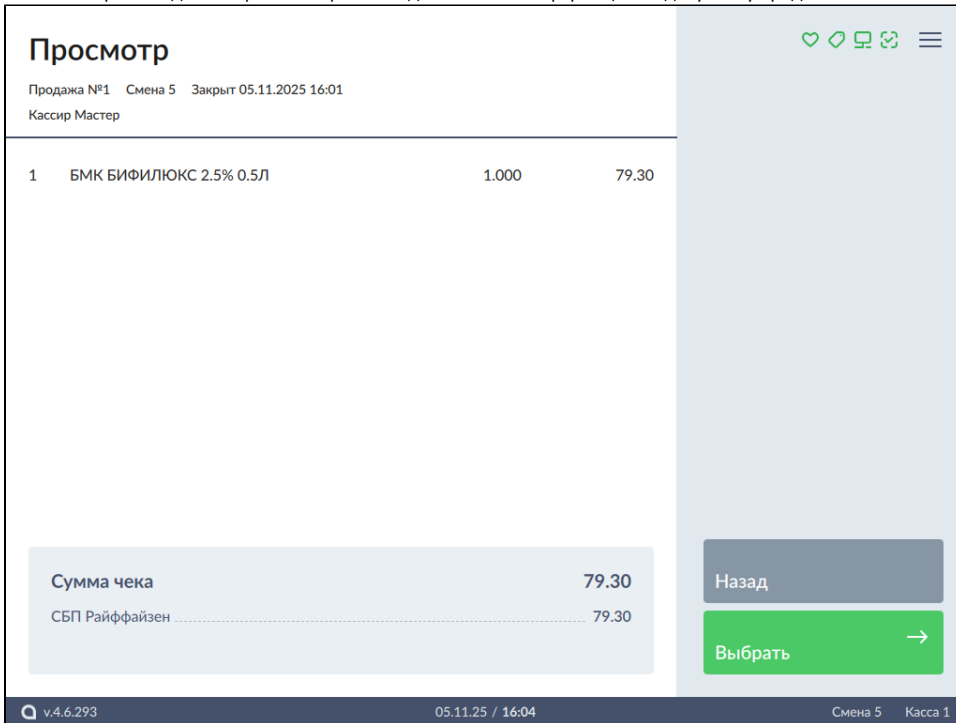 Просмотр
Продажа №1 Смена 5 Закрыт 05.11.2025 16:01
Кассир Мастер
1 БМК БИФИЛЮКС 2.5% 0.5Л 1.000 79.30
Сумма чека 79.30
СБП Райффайзен 79.30
Назад
Выбрать
v.4.6.293 05.11.25 / 16:04 Смена 5 Касса 1